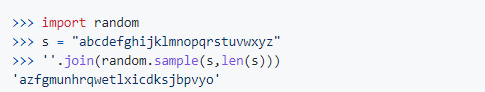 >>> import random
>>> s = "abcdefghijklmnopqrstuvwxyz"
>>> ''.join(random.sample(s,len(s)))
'azfgmunhrqwetlxicdksjbpvyo'